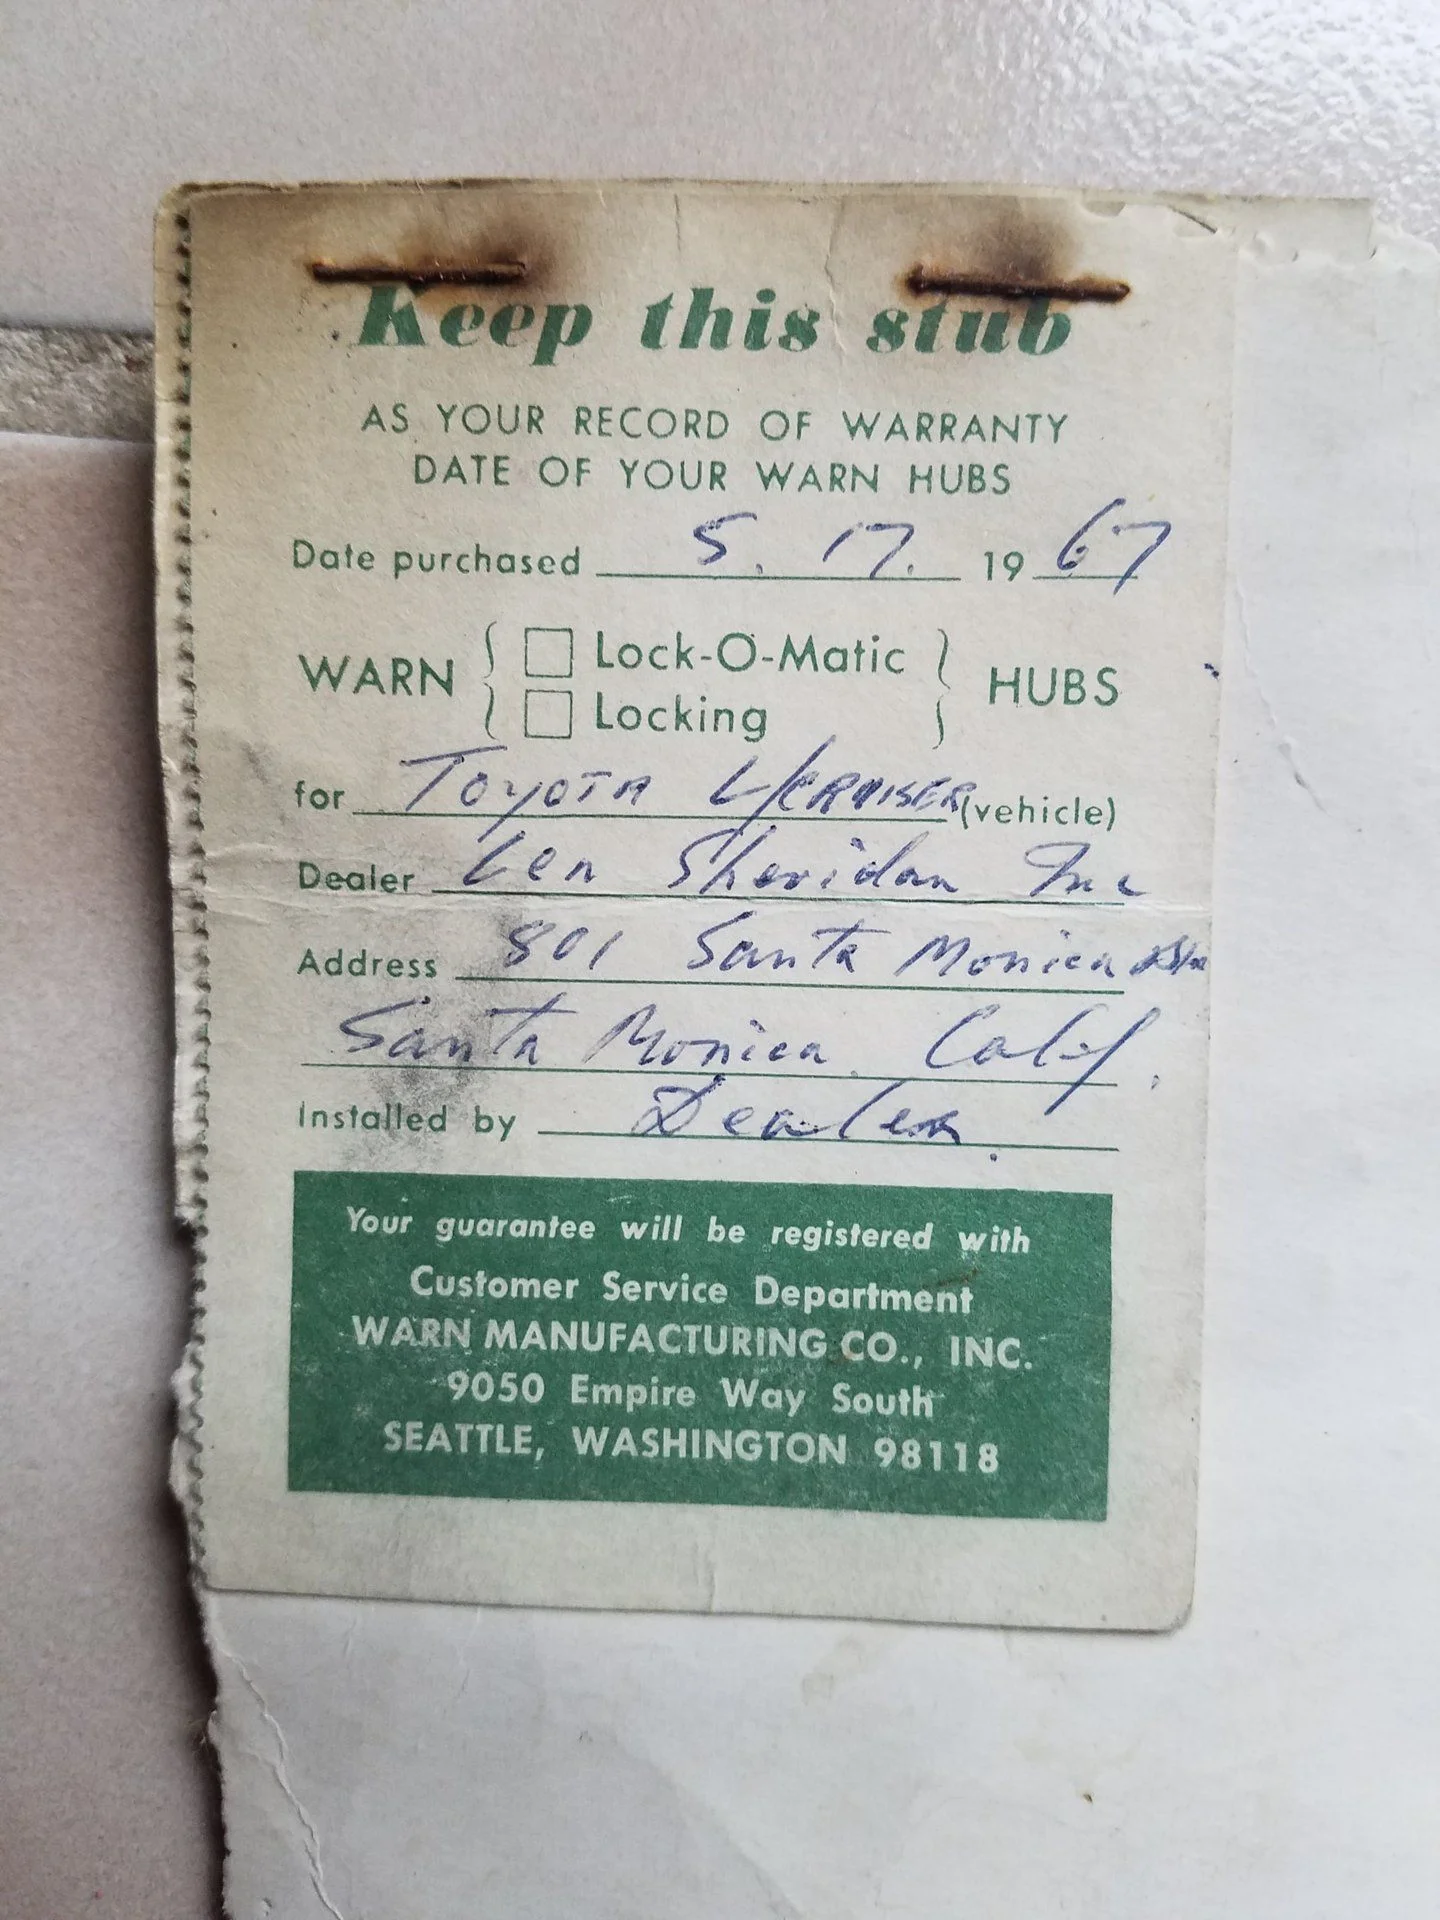 Keep this stub
AS YOUR RECORD OF WARRANTY
DATE OF YOUR WARN HUBS
Date purchased 5. 17. 19 67
WARN { Lock-O-Matic } HUBS
Locking
for Toyota L/CRUISER (vehicle)
Dealer Len Sheridan Inc
Address 801 Santa Monica Blv
Santa Monica. Calif.
Installed by Dealer.
Your guarantee will be registered with
Customer Service Department
WARN MANUFACTURING CO., INC.
9050 Empire Way South
SEATTLE, WASHINGTON 98118